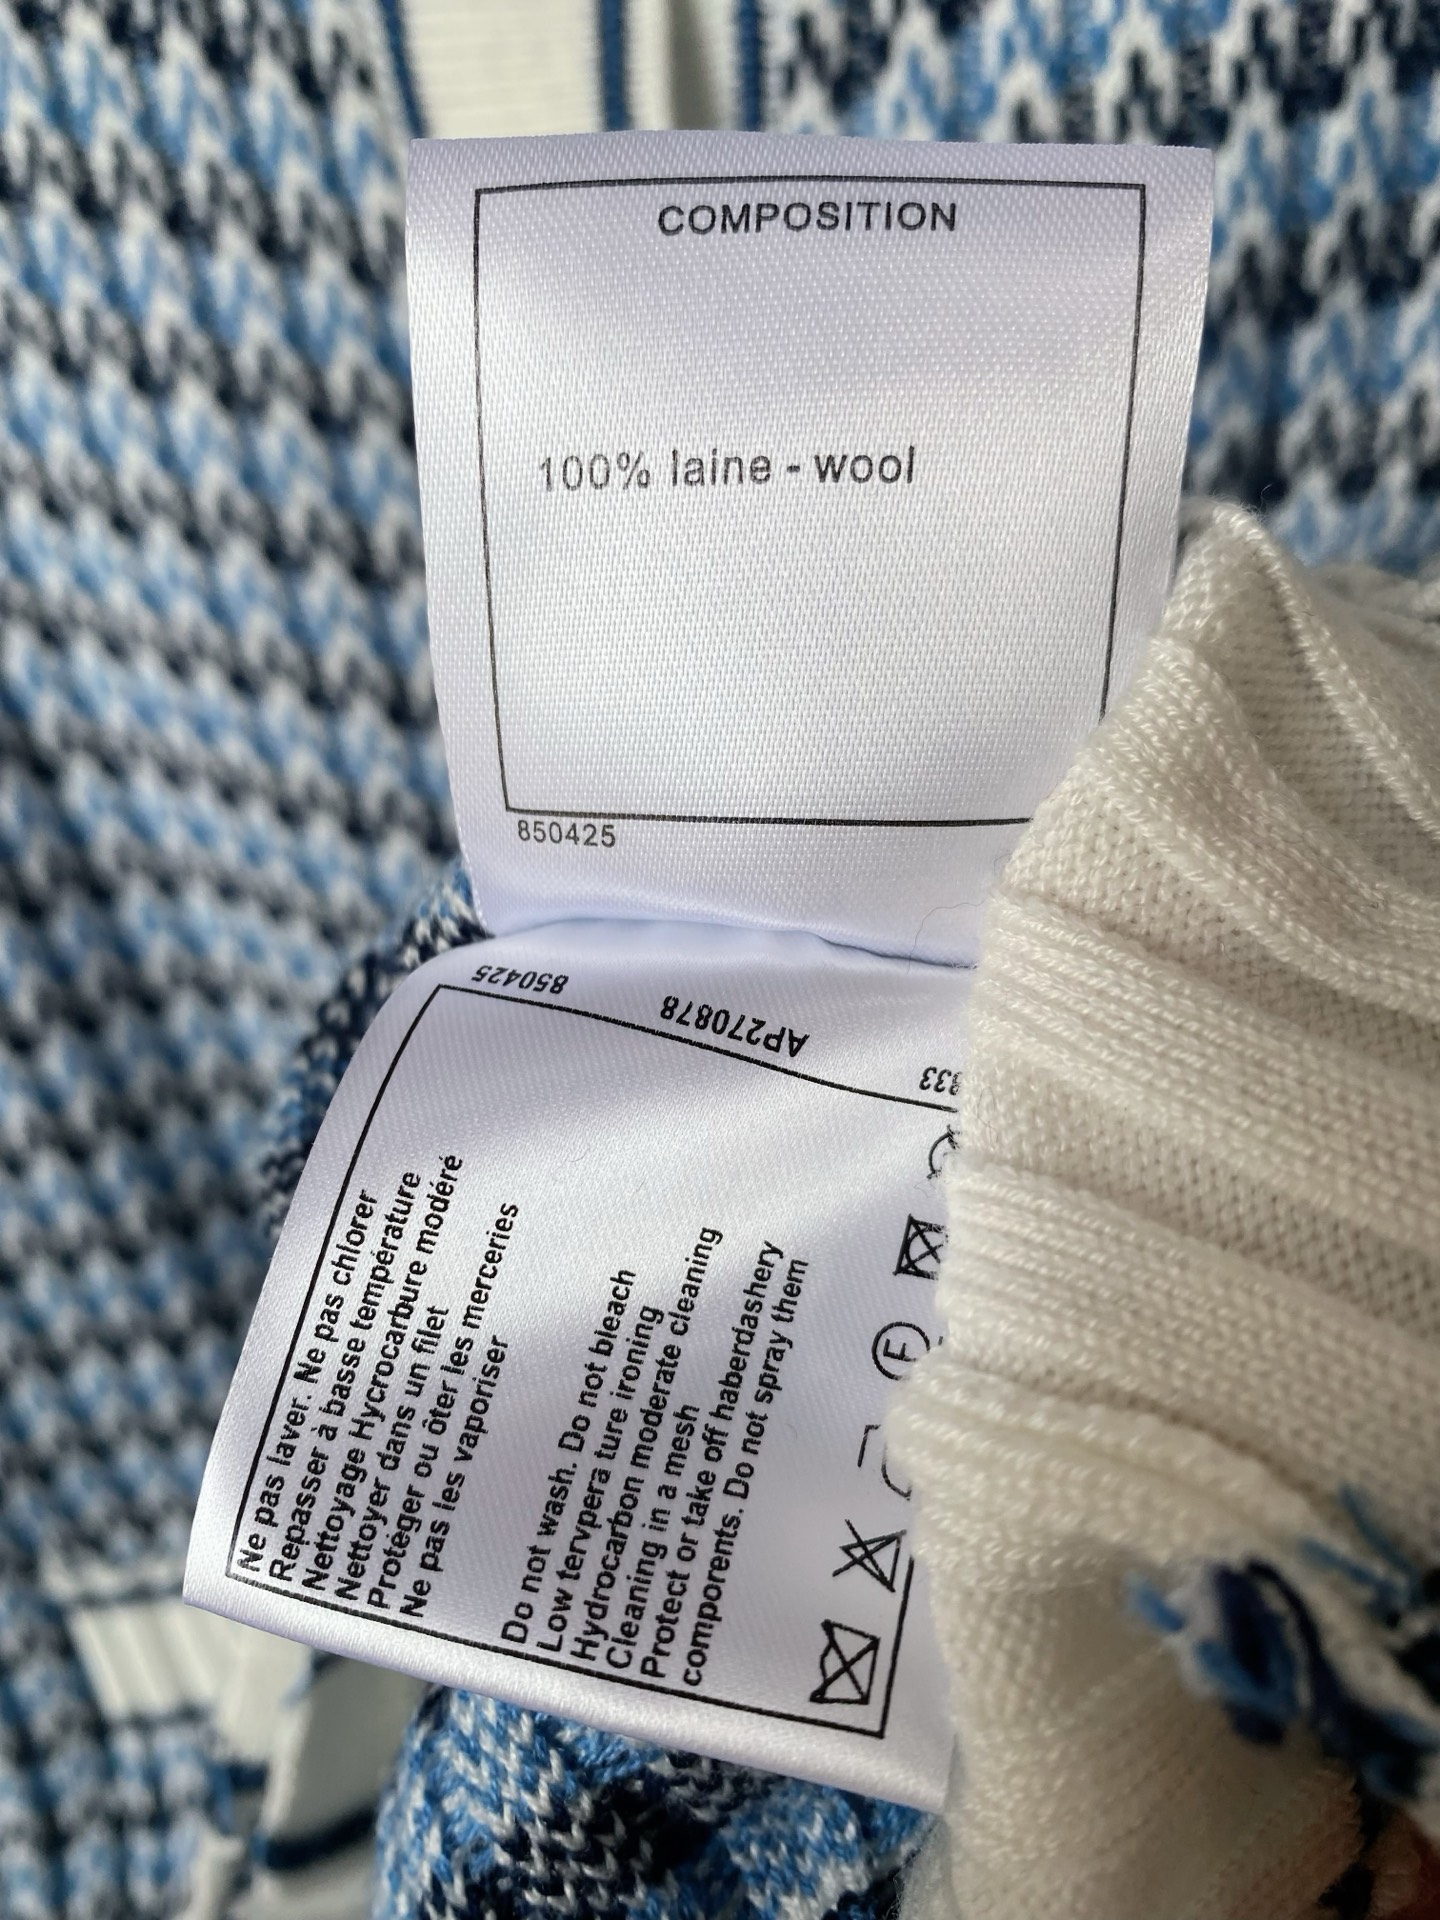 COMPOSITION
100% laine - wool
850425
850425
AP270878
833
Ne pas laver. Ne pas chlorer
Repasser à basse température
Nettoyage Hycrocarbure modéré
Nettoyer dans un filet
Protéger ou ôter les merceries
Ne pas les vaporiser
Do not wash. Do not bleach
Low tervpera ture ironing
Hydrocarbon moderate cleaning
Cleaning in a mesh
Protect or take off haberdashery
components. Do not spray them
F